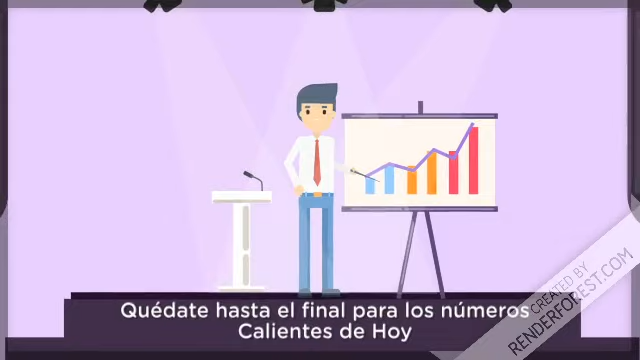 Quédate hasta el final para los números
Calientes de Hoy
CREATED BY
RENDERFOREST.COM